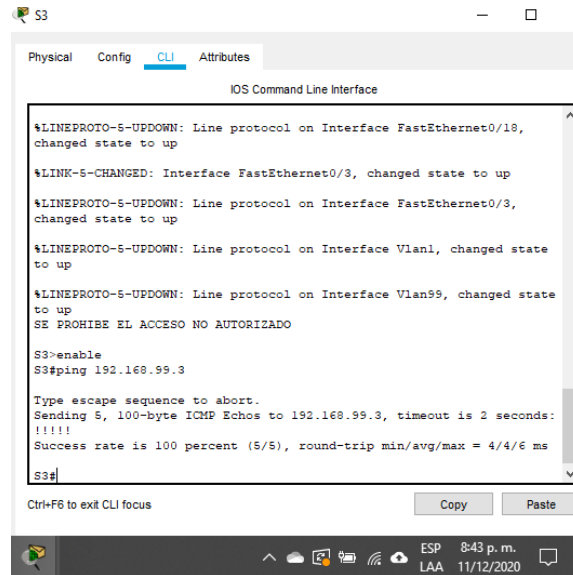 S3
Physical Config CLI Attributes
IOS Command Line Interface
%LINEPROTO-5-UPDOWN: Line protocol on Interface FastEthernet0/18,
changed state to up
%LINK-5-CHANGED: Interface FastEthernet0/3, changed state to up
%LINEPROTO-5-UPDOWN: Line protocol on Interface FastEthernet0/3,
changed state to up
%LINEPROTO-5-UPDOWN: Line protocol on Interface Vlan1, changed state
to up
%LINEPROTO-5-UPDOWN: Line protocol on Interface Vlan99, changed state
to up
SE PROHIBE EL ACCESO NO AUTORIZADO
S3>enable
S3#ping 192.168.99.3
Type escape sequence to abort.
Sending 5, 100-byte ICMP Echos to 192.168.99.3, timeout is 2 seconds:
!!!!!
Success rate is 100 percent (5/5), round-trip min/avg/max = 4/4/6 ms
S3#
Ctrl+F6 to exit CLI focus Copy Paste
ESP 8:43 p. m.
LAA 11/12/2020